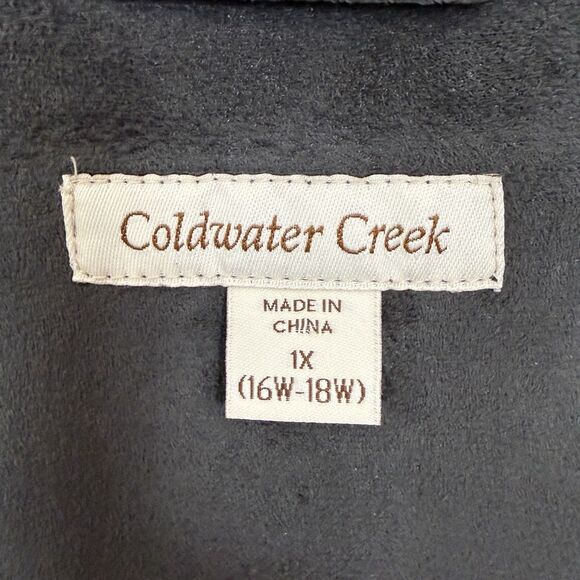 Coldwater Creek
MADE IN
CHINA
1X
(16W-18W)